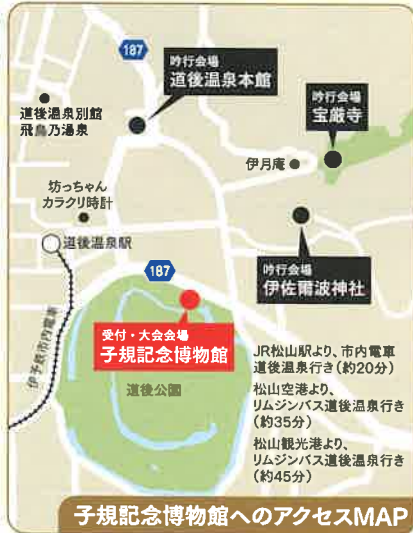 187
吟行会場
道後温泉本館
吟行会場
宝厳寺
道後温泉別館
飛鳥乃湯泉
伊月庵
坊っちゃん
カラクリ時計
道後温泉駅
187
吟行会場
伊佐爾波神社
受付・大会会場
子規記念博物館
伊予鉄市内電車
道後公園
JR松山駅より、市内電車
道後温泉行き(約20分)
松山空港より、
リムジンバス道後温泉行き
(約35分)
松山観光港より、
リムジンバス道後温泉行き
(約45分)
子規記念博物館へのアクセスMAP